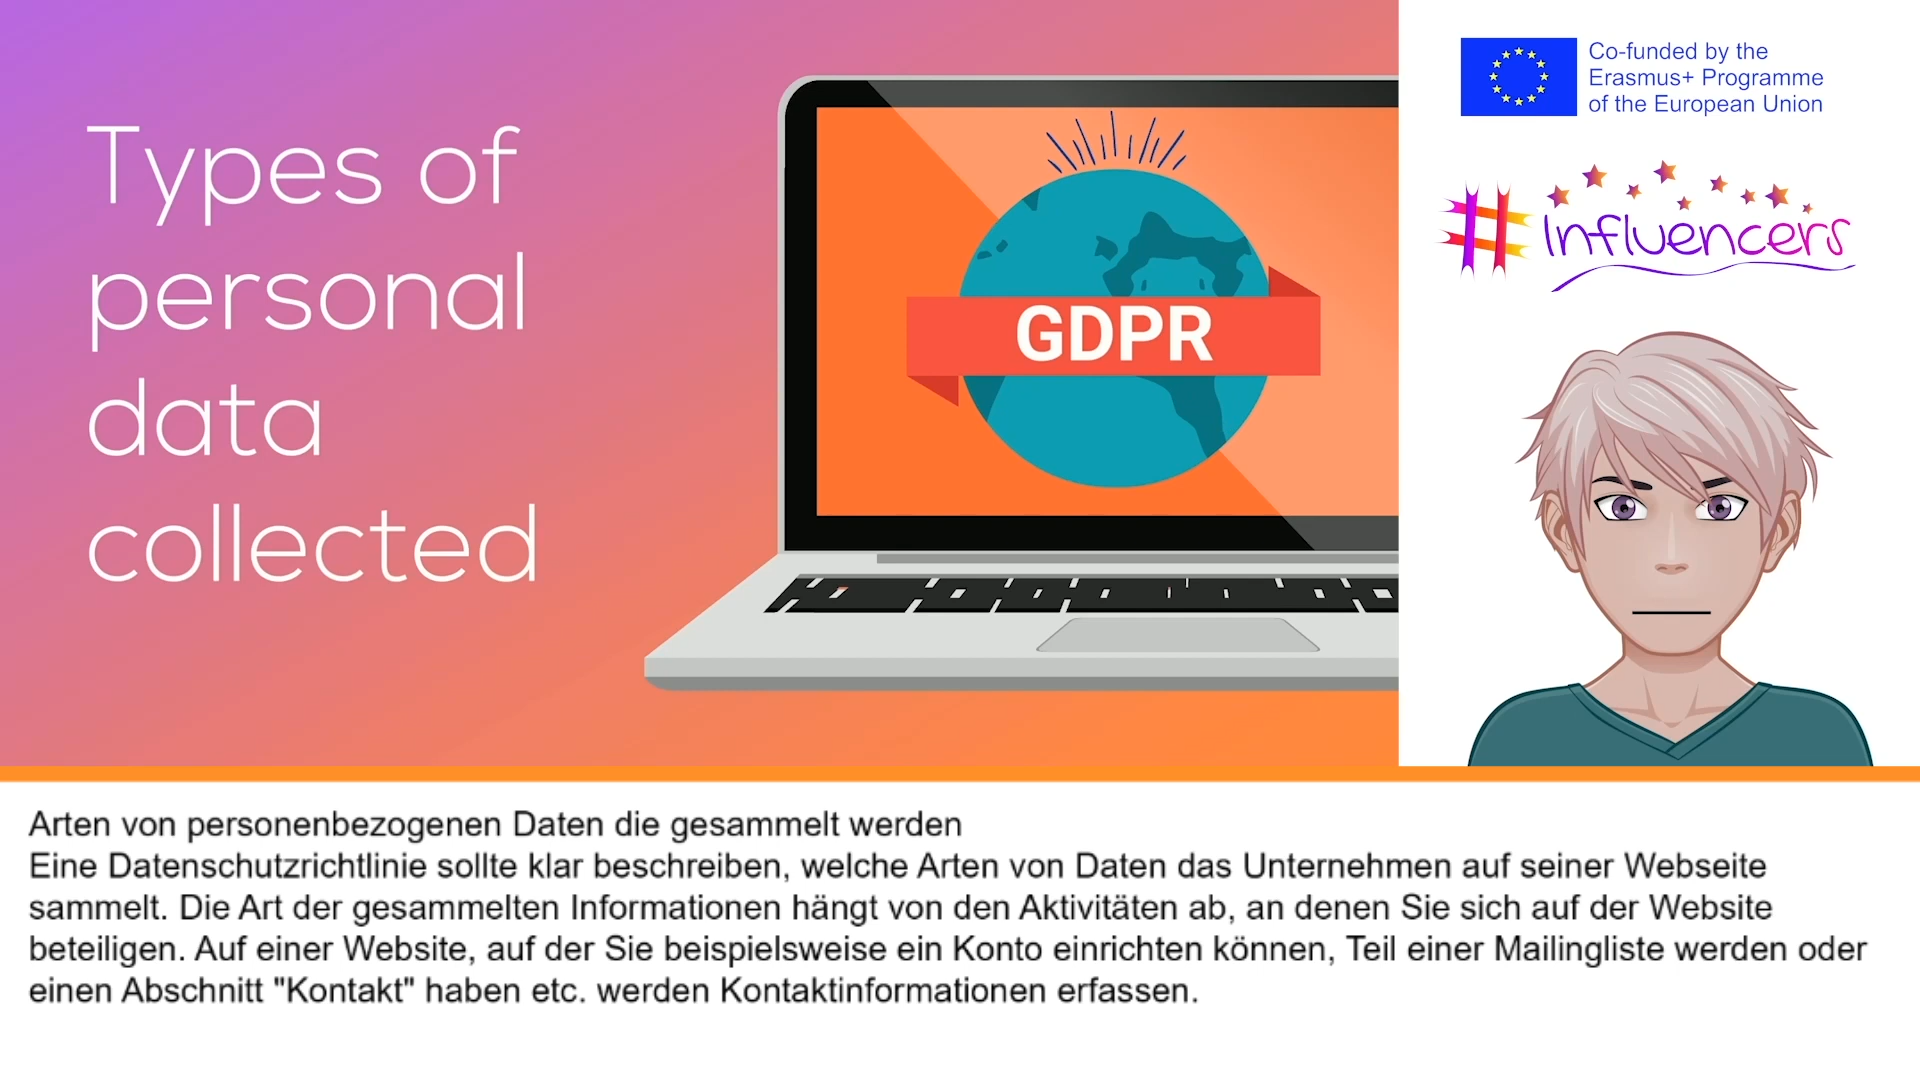 Types of
personal
data
collected
GDPR
Co-funded by the
Erasmus+ Programme
of the European Union
#Influencers
Arten von personenbezogenen Daten die gesammelt werden
Eine Datenschutzrichtlinie sollte klar beschreiben, welche Arten von Daten das Unternehmen auf seiner Webseite
sammelt. Die Art der gesammelten Informationen hängt von den Aktivitäten ab, an denen Sie sich auf der Website
beteiligen. Auf einer Website, auf der Sie beispielsweise ein Konto einrichten können, Teil einer Mailingliste werden oder
einen Abschnitt "Kontakt" haben etc. werden Kontaktinformationen erfassen.